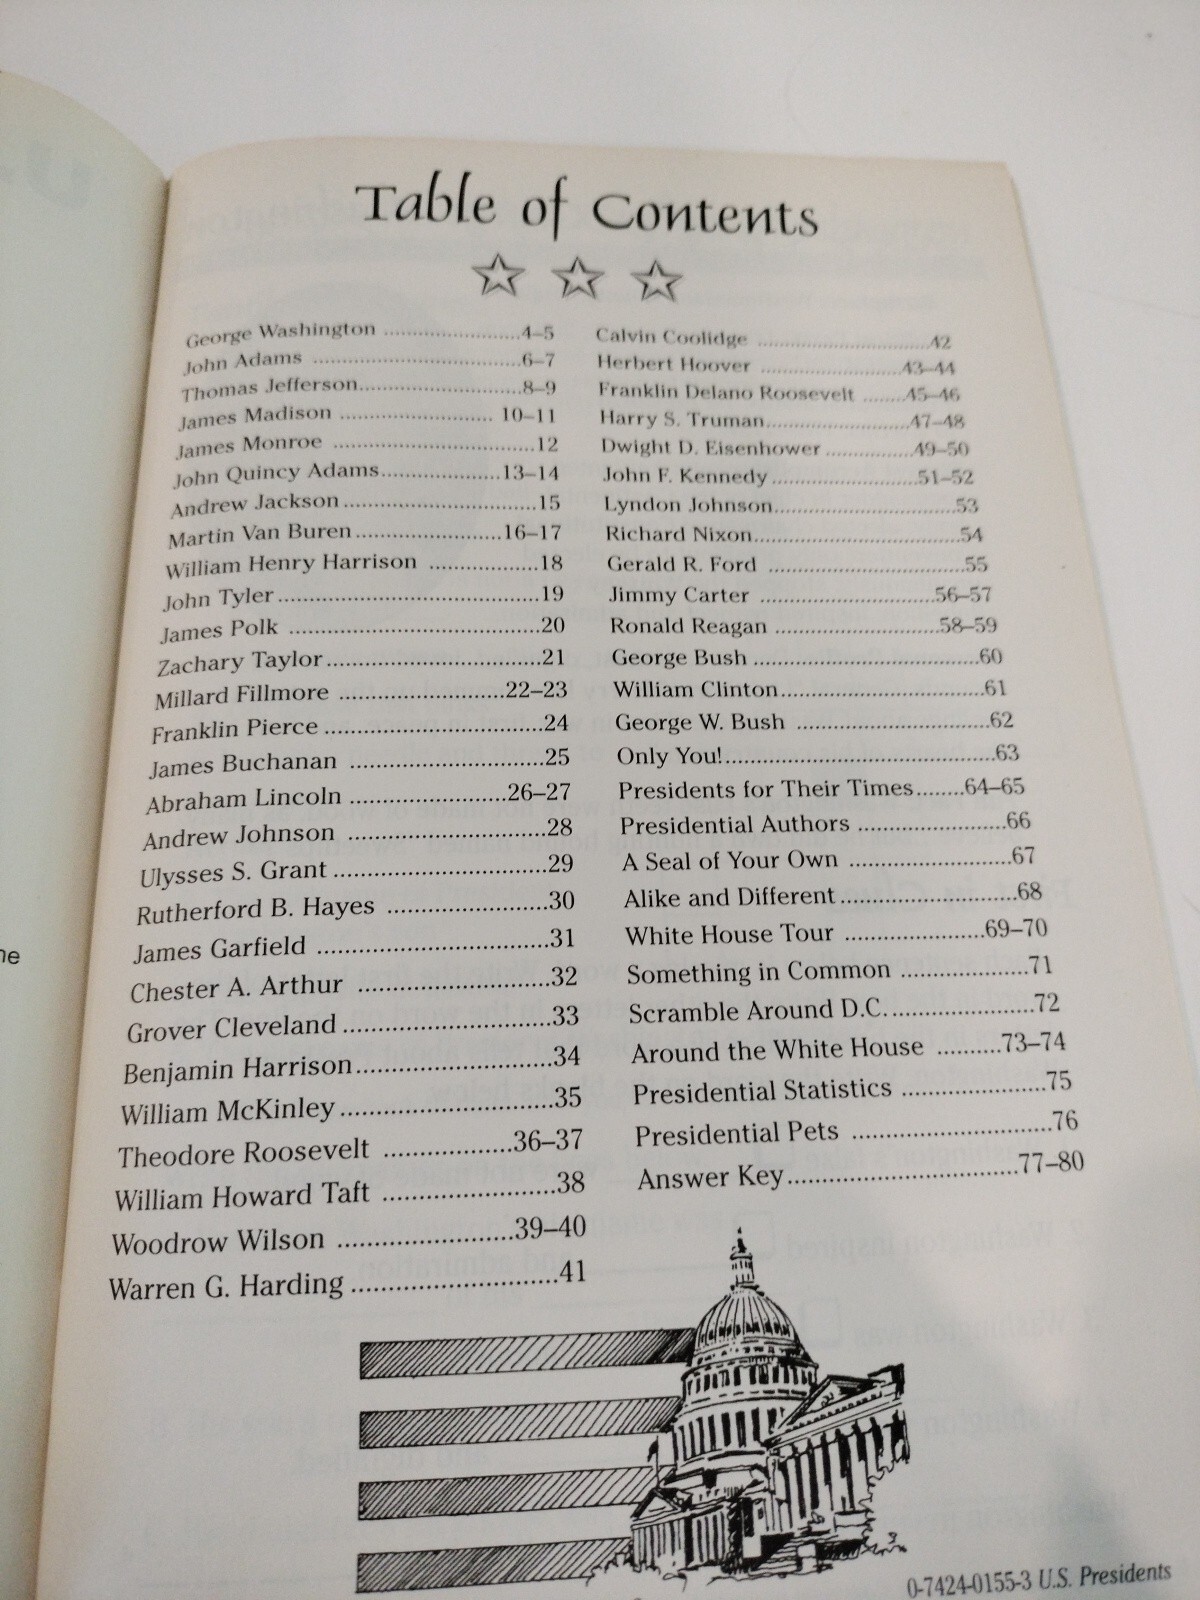 Table of Contents
George Washington ......................4–5
John Adams .................................6–7
Thomas Jefferson.........................8–9
James Madison ........................ 10–11
James Monroe ................................12
John Quincy Adams...................13–14
Andrew Jackson..............................15
Martin Van Buren.......................16–17
William Henry Harrison .................18
John Tyler.......................................19
James Polk .....................................20
Zachary Taylor................................21
Millard Fillmore ........................22–23
Franklin Pierce ................................24
James Buchanan ............................25
Abraham Lincoln .......................26–27
Andrew Johnson .............................28
Ulysses S. Grant ..............................29
Rutherford B. Hayes .......................30
James Garfield ................................31
Chester A. Arthur ...........................32
Grover Cleveland ............................33
Benjamin Harrison..........................34
William McKinley............................35
Theodore Roosevelt .................36–37
William Howard Taft .......................38
Woodrow Wilson .......................39–40
Warren G. Harding ..........................41
Calvin Coolidge ..............................42
Herbert Hoover ........................43–44
Franklin Delano Roosevelt .......45–46
Harry S. Truman........................47–48
Dwight D. Eisenhower ..............49–50
John F. Kennedy........................51–52
Lyndon Johnson..............................53
Richard Nixon..................................54
Gerald R. Ford ................................55
Jimmy Carter ............................56–57
Ronald Reagan ..........................58–59
George Bush ...................................60
William Clinton................................61
George W. Bush ..............................62
Only You!.........................................63
Presidents for Their Times........64–65
Presidential Authors .......................66
A Seal of Your Own .........................67
Alike and Different...........................68
White House Tour .....................69–70
Something in Common ...................71
Scramble Around D.C......................72
Around the White House ..........73–74
Presidential Statistics .....................75
Presidential Pets .............................76
Answer Key................................77–80
0-7424-0155-3 U.S. Presidents